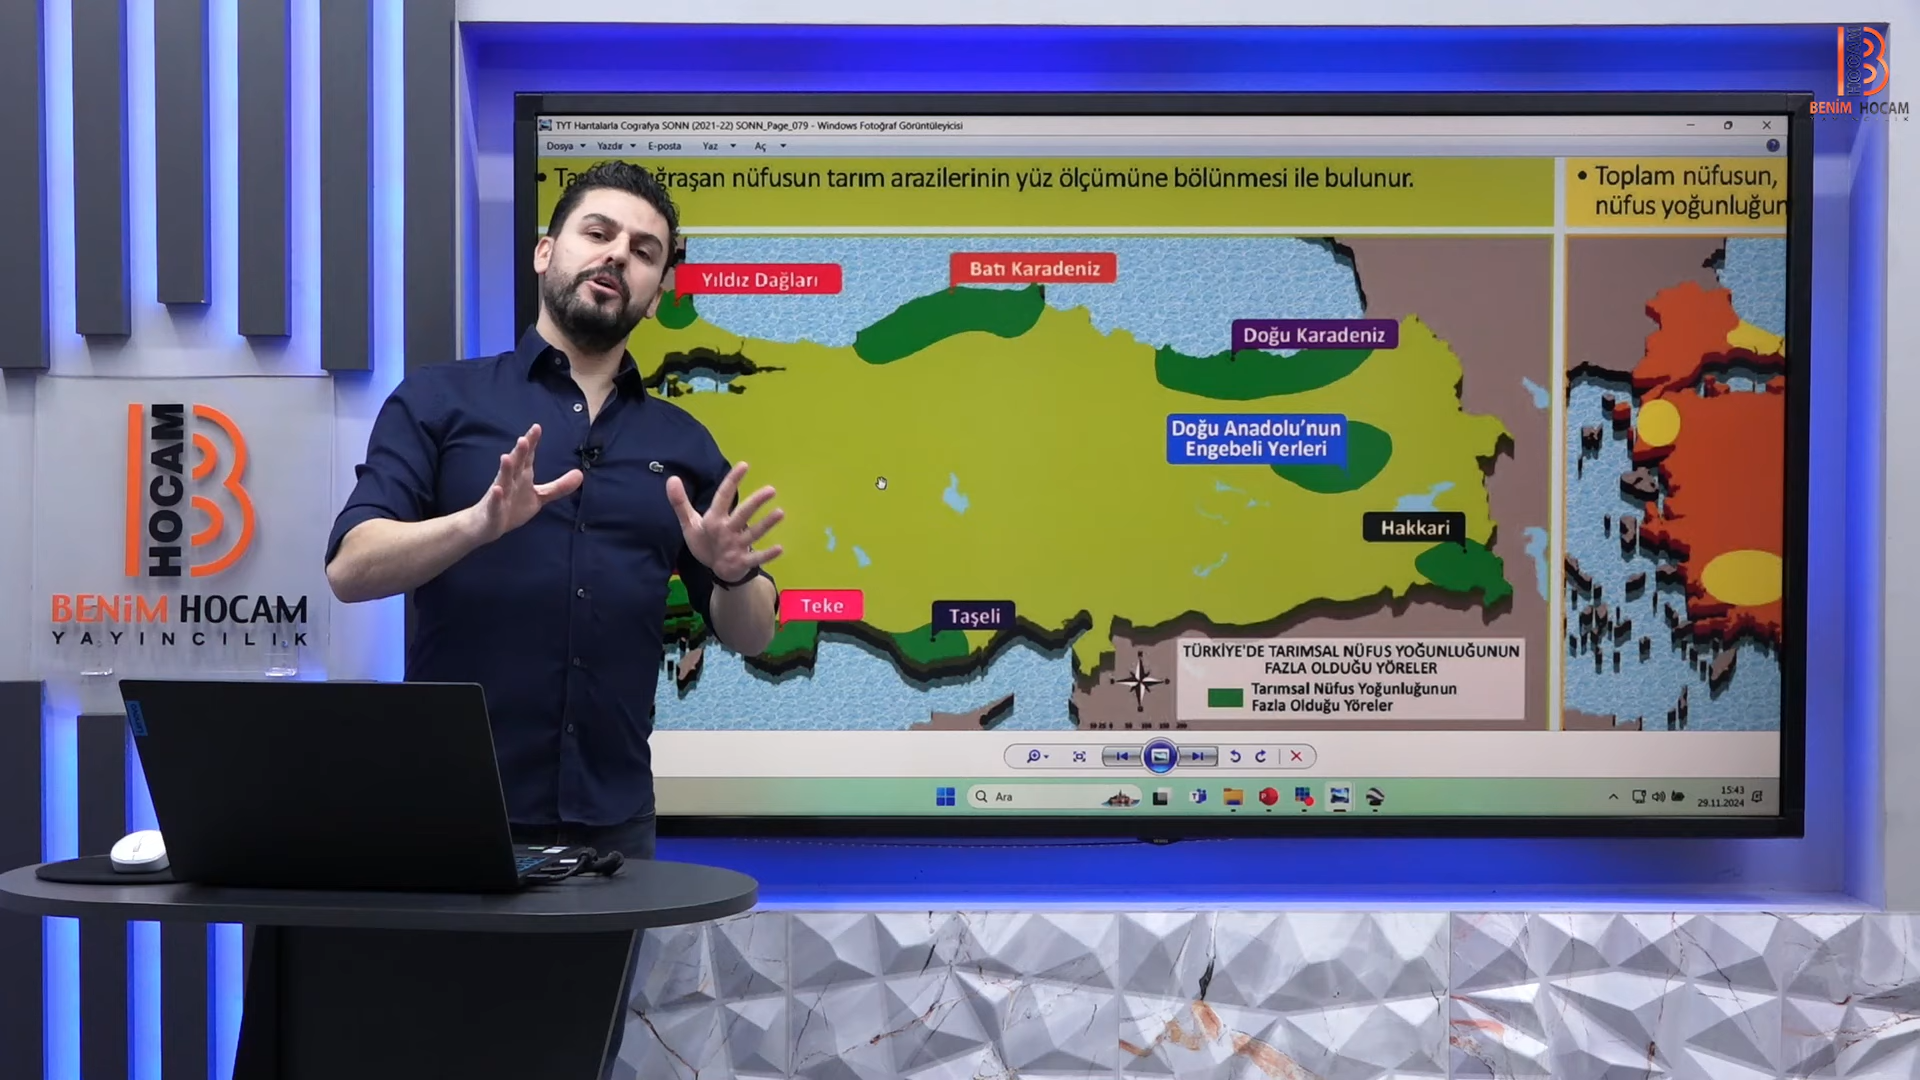 HOCAM
BENİM HOCAM
TYT Hantalarla Cografya SONN (2021-22) SONN_Page_079 - Windows Fotoğraf Görüntüleyicisi
Dosya Yazdır E-posta Yaz Aç
uğraşan nüfusun tarım arazilerinin yüz ölçümüne bölünmesi ile bulunur.
• Toplam nüfusun,
nüfus yoğunluğun
Yıldız Dağları
Batı Karadeniz
Doğu Karadeniz
Doğu Anadolu'nun
Engebeli Yerleri
Hakkari
Teke
Taşeli
TÜRKİYE'DE TARIMSAL NÜFUS YOĞUNLUĞUNUN
FAZLA OLDUĞU YÖRELER
Tarımsal Nüfus Yoğunluğunun
Fazla Olduğu Yöreler
Ara
15:43
29.11.2024
HOCAM
BENİM HOCAM
YAYINCILIK